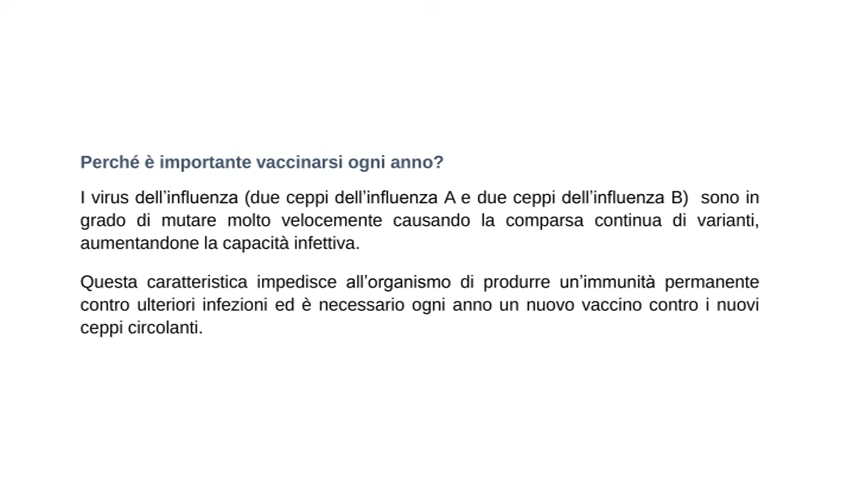 Perché è importante vaccinarsi ogni anno?
I virus dell’influenza (due ceppi dell’influenza A e due ceppi dell’influenza B)  sono in
grado di mutare molto velocemente causando la comparsa continua di varianti,
aumentandone la capacità infettiva.
Questa caratteristica impedisce all’organismo di produrre un’immunità permanente
contro ulteriori infezioni ed è necessario ogni anno un nuovo vaccino contro i nuovi
ceppi circolanti.